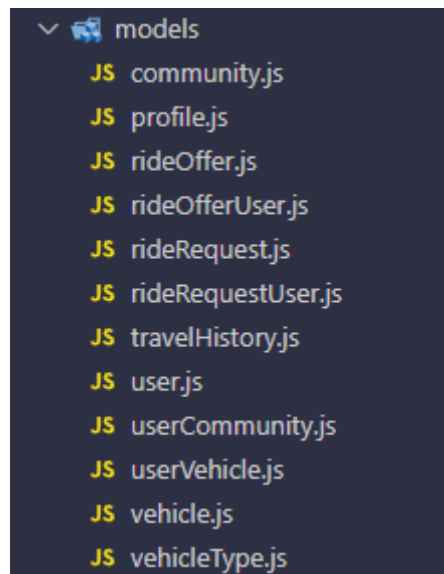 models
JS community.js
JS profile.js
JS rideOffer.js
JS rideOfferUser.js
JS rideRequest.js
JS rideRequestUser.js
JS travelHistory.js
JS user.js
JS userCommunity.js
JS userVehicle.js
JS vehicle.js
JS vehicleType.js